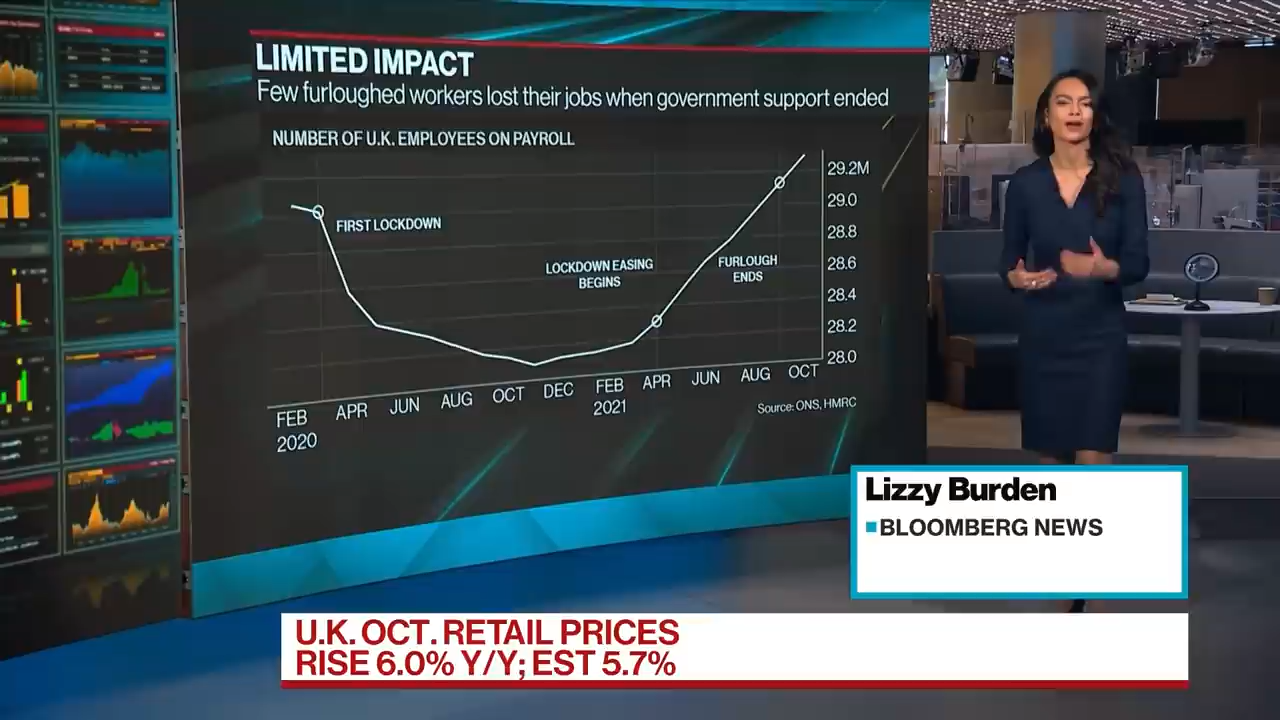 LIMITED IMPACT
Few furloughed workers lost their jobs when government support ended
NUMBER OF U.K. EMPLOYEES ON PAYROLL
29.2M
29.0
28.8
28.6
28.4
28.2
28.0
FIRST LOCKDOWN
LOCKDOWN EASING
BEGINS
FURLOUGH
ENDS
FEB APR JUN AUG OCT DEC FEB APR JUN AUG OCT
2020 2021
Source: ONS, HMRC
Lizzy Burden
BLOOMBERG NEWS
U.K. OCT. RETAIL PRICES
RISE 6.0% Y/Y; EST 5.7%